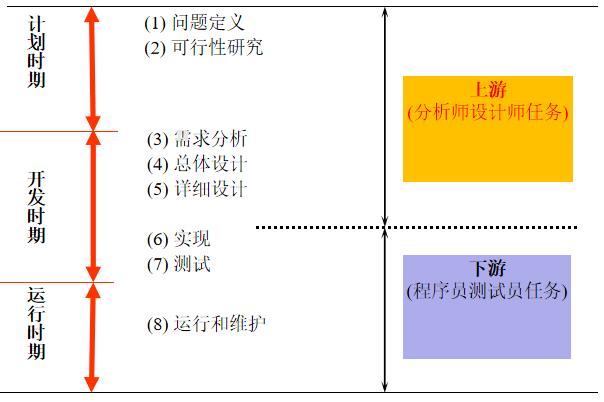 计划时期
(1) 问题定义
(2) 可行性研究
上游
(分析师设计师任务)
开发时期
(3) 需求分析
(4) 总体设计
(5) 详细设计
(6) 实现
(7) 测试
下游
(程序员测试员任务)
运行时期
(8) 运行和维护